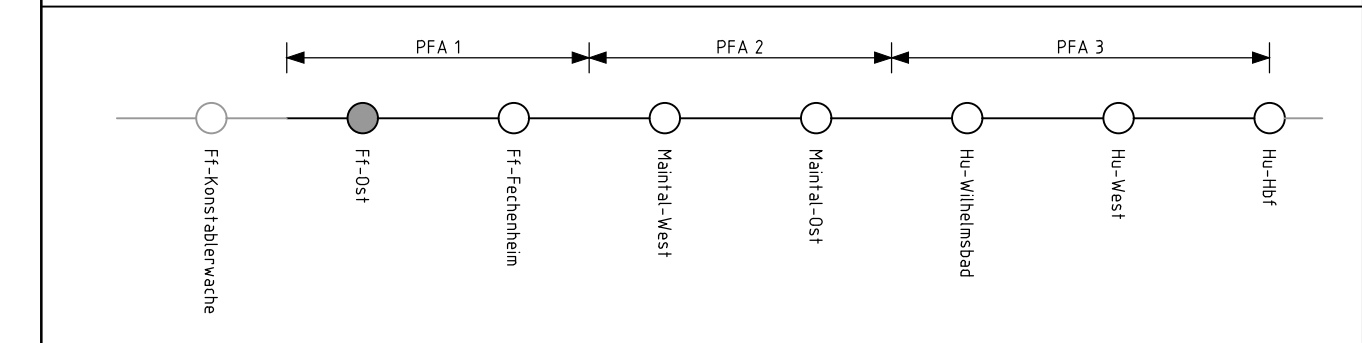 PFA 1
PFA 2
PFA 3
Ff-Konstablerwache
Ff-Ost
Ff-Fechenheim
Maintal-West
Maintal-Ost
Hu-Wilhelmsbad
Hu-West
Hu-Hbf